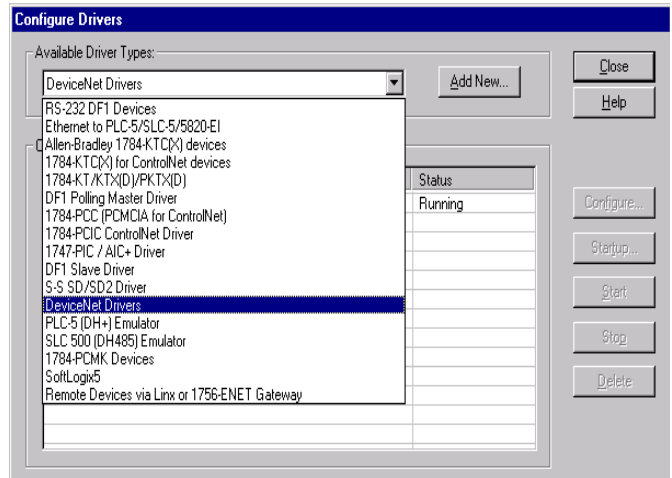 Configure Drivers
Available Driver Types:
DeviceNet Drivers
Add New...
Close
Help
RS-232 DF1 Devices
Ethernet to PLC-5/SLC-5/5820-EI
Allen-Bradley 1784-KTC(X) devices
1784-KTC(X) for ControlNet devices
1784-KT/KTX(D)/PKTX(D)
DF1 Polling Master Driver
1784-PCC (PCMCIA for ControlNet)
1784-PCIC ControlNet Driver
1747-PIC / AIC+ Driver
DF1 Slave Driver
S-S SD/SD2 Driver
DeviceNet Drivers
PLC-5 (DH+) Emulator
SLC 500 (DH485) Emulator
1784-PCMK Devices
SoftLogix5
Remote Devices via Linx or 1756-ENET Gateway
Status
Running
Configure...
Startup...
Start
Stop
Delete